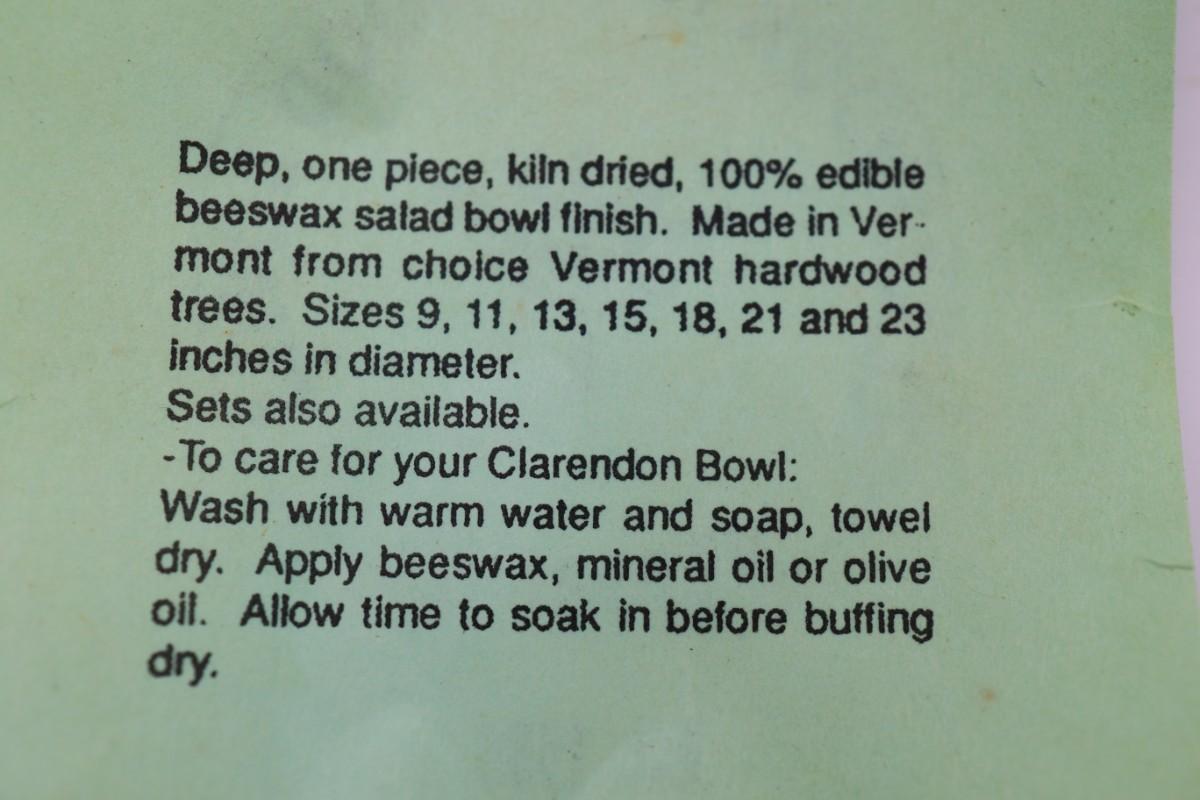 Deep, one piece, kiln dried, 100% edible
beeswax salad bowl finish. Made in Ver-
mont from choice Vermont hardwood
trees. Sizes 9, 11, 13, 15, 18, 21 and 23
inches in diameter.
Sets also available.
-To care for your Clarendon Bowl:
Wash with warm water and soap, towel
dry. Apply beeswax, mineral oil or olive
oil. Allow time to soak in before buffing
dry.